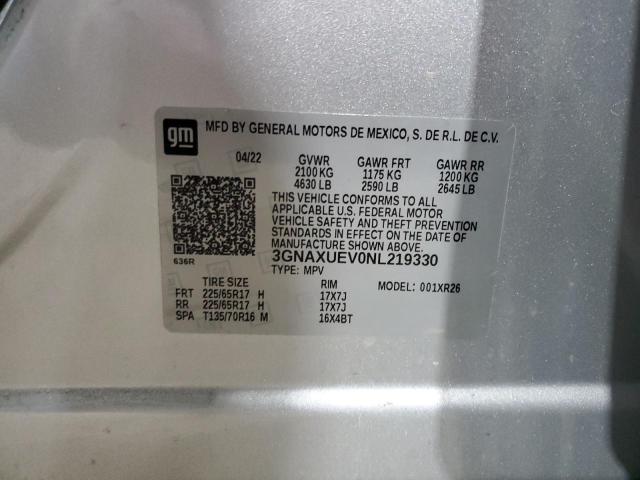 gm MFD BY GENERAL MOTORS DE MEXICO, S. DE R.L. DE C.V.
04/22 GVWR GAWR FRT GAWR RR
2100 KG 1175 KG 1200 KG
4630 LB 2590 LB 2645 LB
THIS VEHICLE CONFORMS TO ALL
APPLICABLE U.S. FEDERAL MOTOR
VEHICLE SAFETY AND THEFT PREVENTION
STANDARDS IN EFFECT ON THE DATE OF
MANUFACTURE SHOWN ABOVE.
636R 3GNAXUEV0NL219330
TYPE: MPV
TIRE SIZE RIM MODEL: 001XR26
FRT 225/65R17 H 17X7J
RR 225/65R17 H 17X7J
SPA T135/70R16 M 16X4BT